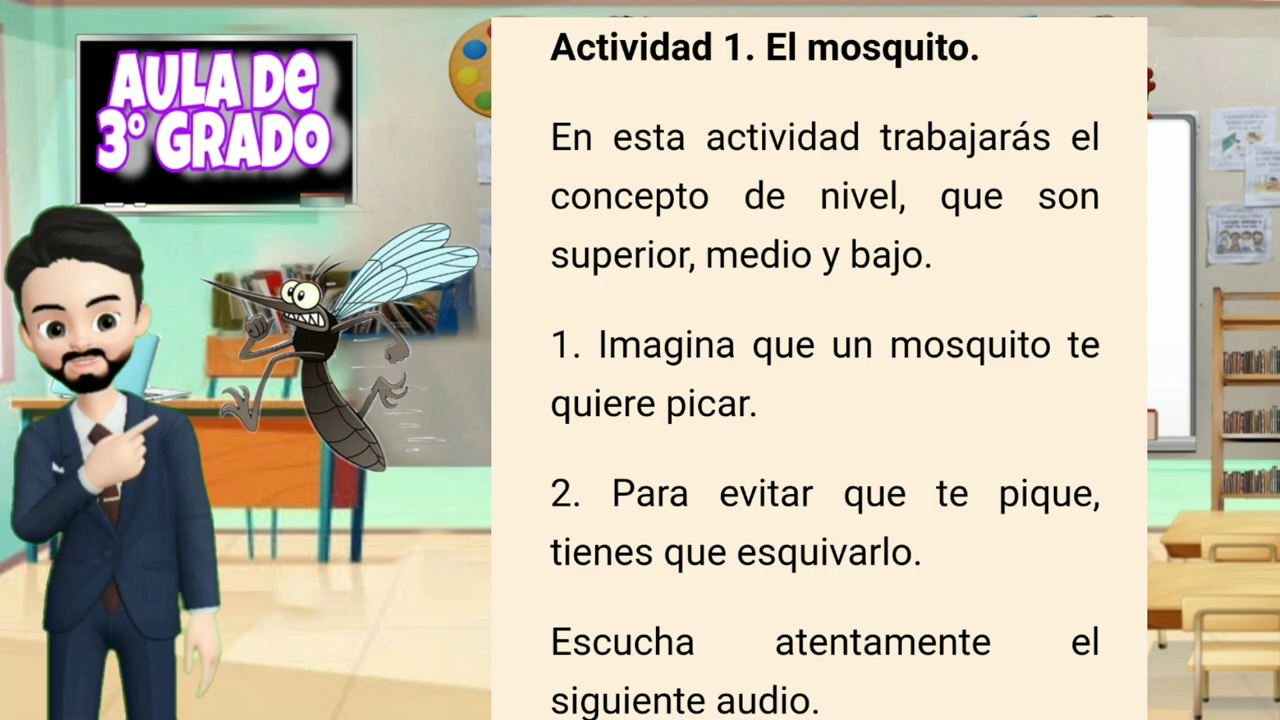 AULA De
3º GRADO
Actividad 1. El mosquito.
En esta actividad trabajarás el
concepto de nivel, que son
superior, medio y bajo.
1. Imagina que un mosquito te
quiere picar.
2. Para evitar que te pique,
tienes que esquivarlo.
Escucha atentamente el
siguiente audio.